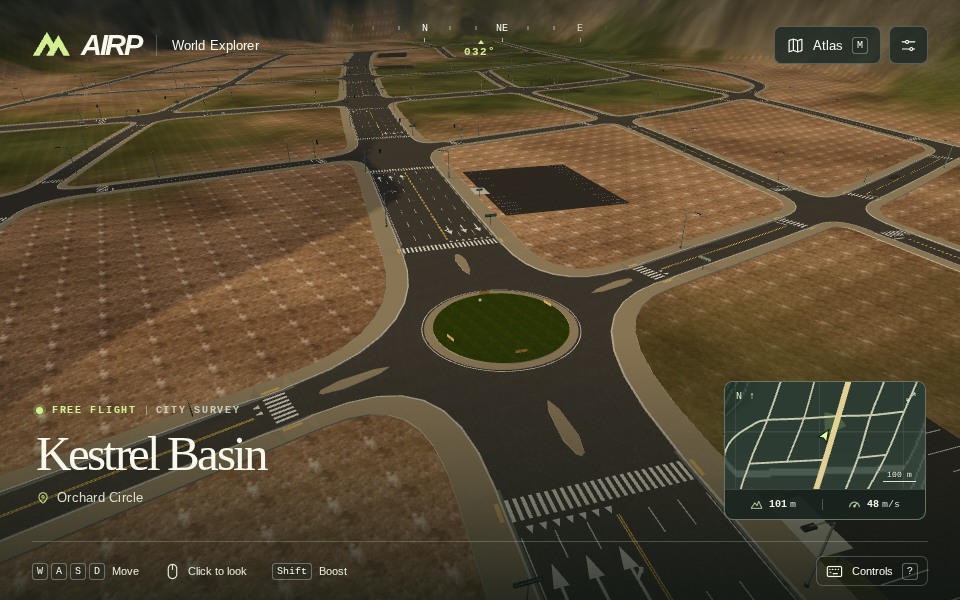 N NE E
032°
AIRP World Explorer
Atlas M
FREE FLIGHT | CITY SURVEY
Kestrel Basin
Orchard Circle
N ↑
100 m
101 m 48 m/s
W A S D Move Click to look Shift Boost
Controls ?